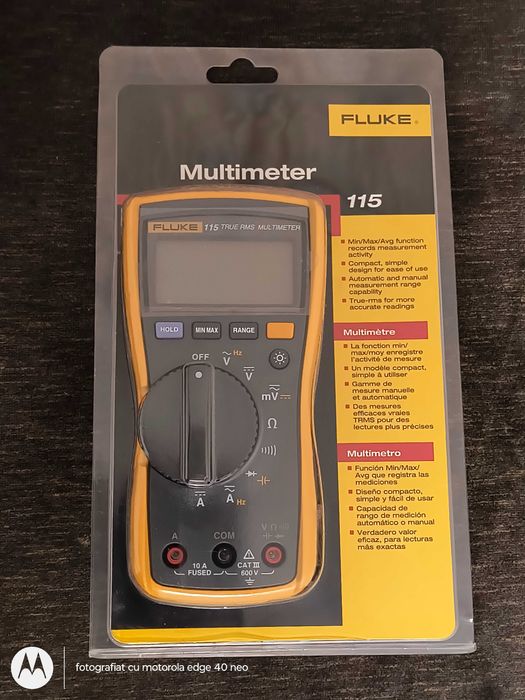 FLUKE®
Multimeter
115
FLUKE 115 TRUE RMS MULTIMETER
HOLD
MIN MAX
RANGE
OFF
Hz
V
V
mV
Ω
A
A
Hz
A
COM
V Ω
10 A
FUSED
CAT III
600 V
Min/Max/Avg function
records measurement
activity
Compact, simple
design for ease of use
Automatic and manual
measurement range
capability
True-rms for more
accurate readings
Multimètre
La fonction min/
max/moy enregistre
l'activité de mesure
Un modèle compact,
simple à utiliser
Gamme de
mesure manuelle
et automatique
Des mesures
efficaces vraies
TRMS pour des
lectures plus précises
Multímetro
Función Min/Max/
Avg que registra las
mediciones
Diseño compacto,
simple y fácil de usar
Capacidad de
rango de medición
automático o manual
Verdadero valor
eficaz, para lecturas
más exactas
fotografiat cu motorola edge 40 neo